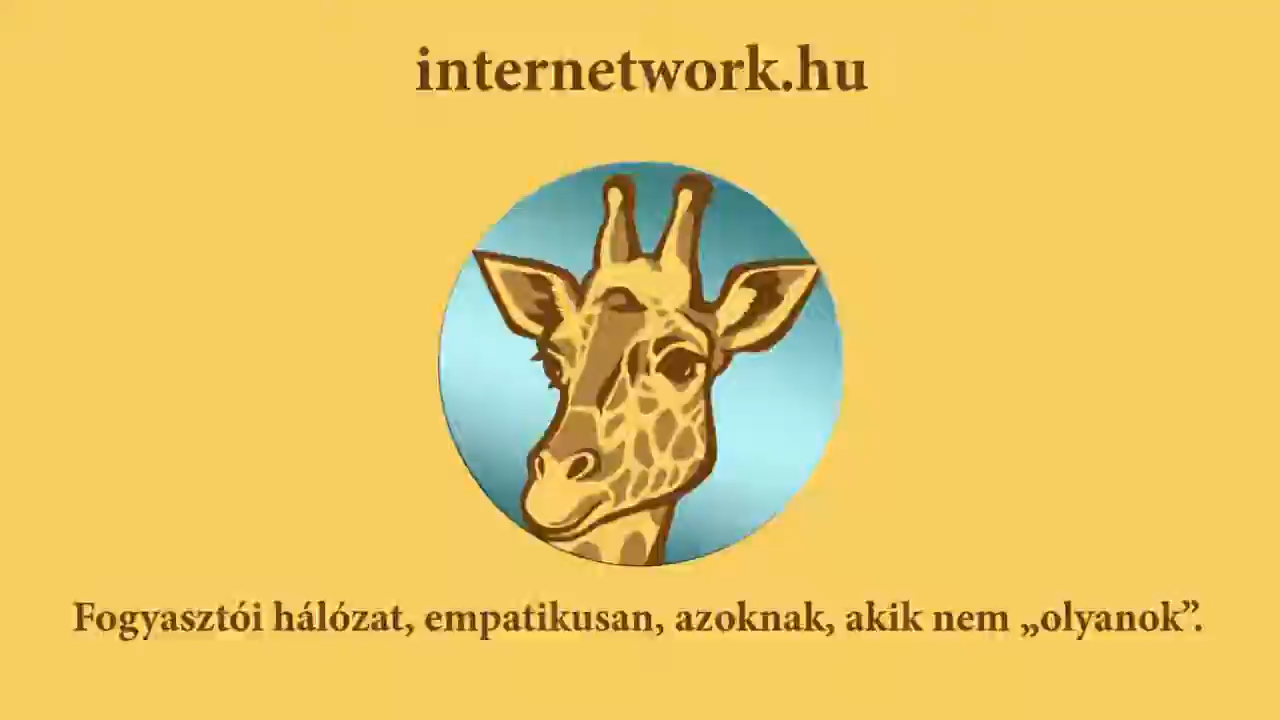 internetwork.hu
Fogyasztói hálózat, empatikusan, azoknak, akik nem „olyanok”.